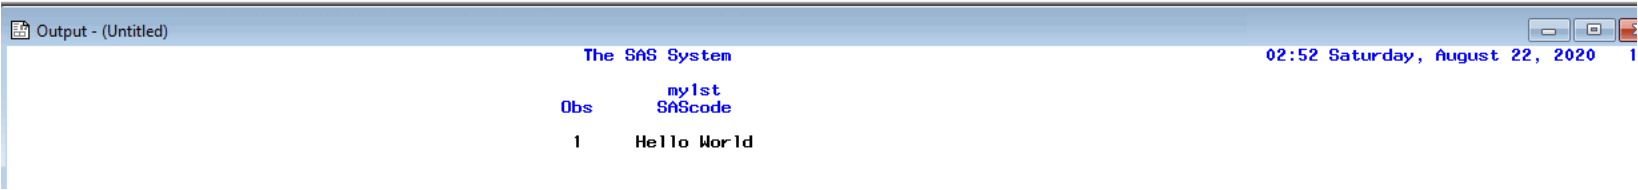 Output - (Untitled)
The SAS System 02:52 Saturday, August 22, 2020 1
my1st
Obs SAScode
1 Hello World